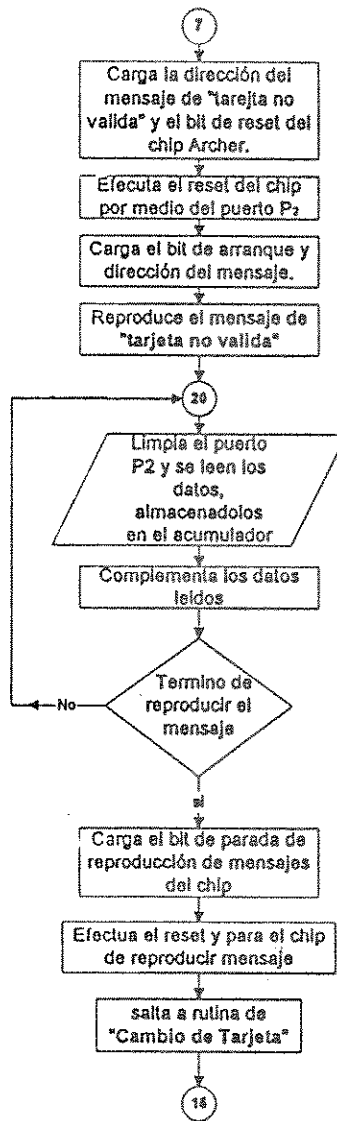 7
Carga la dirección del
mensaje de "tarejta no
valida" y el bit de reset del
chip Archer.
Efecuta el reset del chip
por medio del puerto P₂
Carga el bit de arranque y
dirección del mensaje.
Reproduce el mensaje de
"tarjeta no valida"
20
Limpia el puerto
P2 y se leen los
datos,
almacenadolos
en el acumulador
Complementa los datos
leidos
Termino de
reproducir el
mensaje
No
si
Carga el bit de parada de
reproducción de mensajes
del chip
Efectua el reset y para el chip
de reproducir mensaje
salta a rutina de
"Cambio de Tarjeta"
16